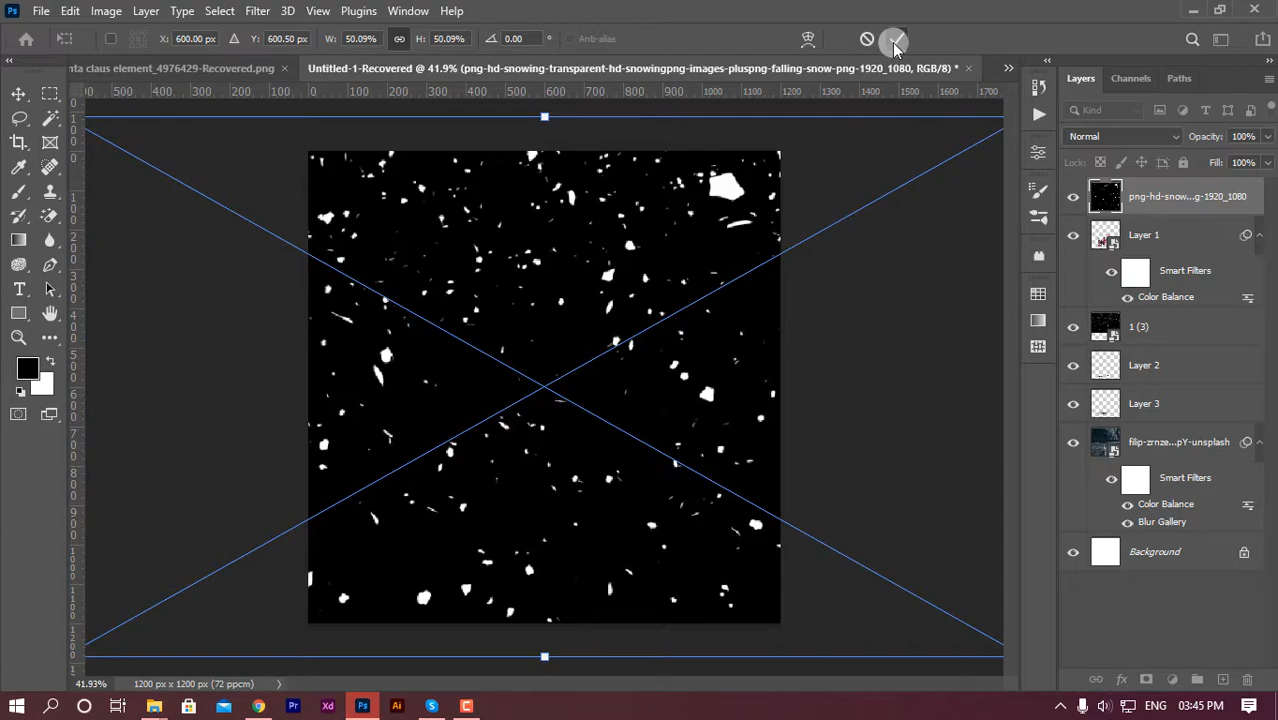 Ps File Edit Image Layer Type Select Filter 3D View Plugins Window Help
X: 600.00 px Y: 600.50 px W: 50.09% H: 50.09% 0.00 ° Anti-alias
nta claus element_4976429-Recovered.png × Untitled-1-Recovered @ 41.9% (png-hd-snowing-transparent-hd-snowingpng-images-pluspng-falling-snow-png-1920_1080, RGB/8) * ×
500 400 300 200 100 0 100 200 300 400 500 600 700 800 900 1000 1100 1200 1300 1400 1500 1600 1700
Layers Channels Paths
Kind
Normal Opacity: 100%
Lock: Fill: 100%
png-hd-snow...g-1920_1080
Layer 1
Smart Filters
Color Balance
1 (3)
Layer 2
Layer 3
filip-zrnze...pY-unsplash
Smart Filters
Color Balance
Blur Gallery
Background
41.93% 1200 px x 1200 px (72 ppcm)
Pr Xd Ps Ai ENG 03:45 PM